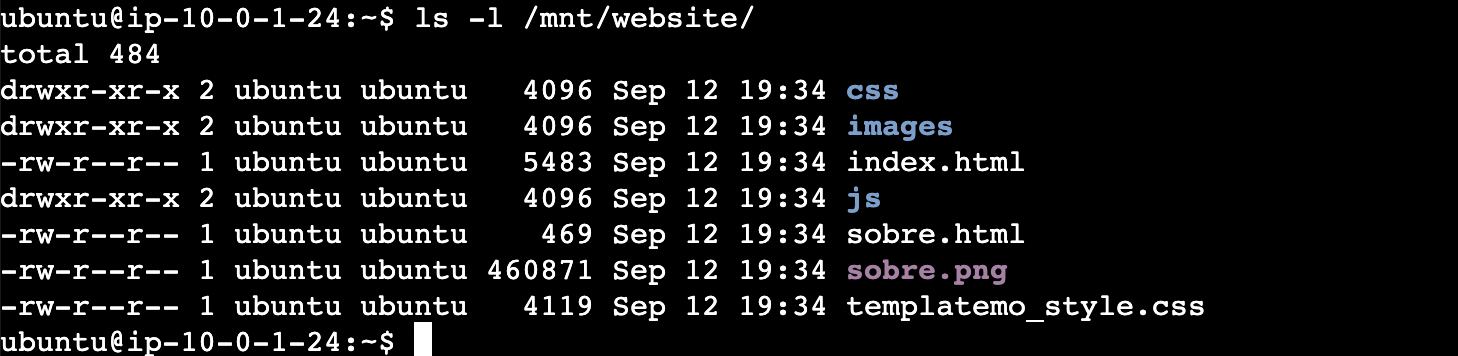 ubuntu@ip-10-0-1-24:~$ ls -l /mnt/website/
total 484
drwxr-xr-x 2 ubuntu ubuntu   4096 Sep 12 19:34 css
drwxr-xr-x 2 ubuntu ubuntu   4096 Sep 12 19:34 images
-rw-r--r-- 1 ubuntu ubuntu   5483 Sep 12 19:34 index.html
drwxr-xr-x 2 ubuntu ubuntu   4096 Sep 12 19:34 js
-rw-r--r-- 1 ubuntu ubuntu    469 Sep 12 19:34 sobre.html
-rw-r--r-- 1 ubuntu ubuntu 460871 Sep 12 19:34 sobre.png
-rw-r--r-- 1 ubuntu ubuntu   4119 Sep 12 19:34 templatemo_style.css
ubuntu@ip-10-0-1-24:~$